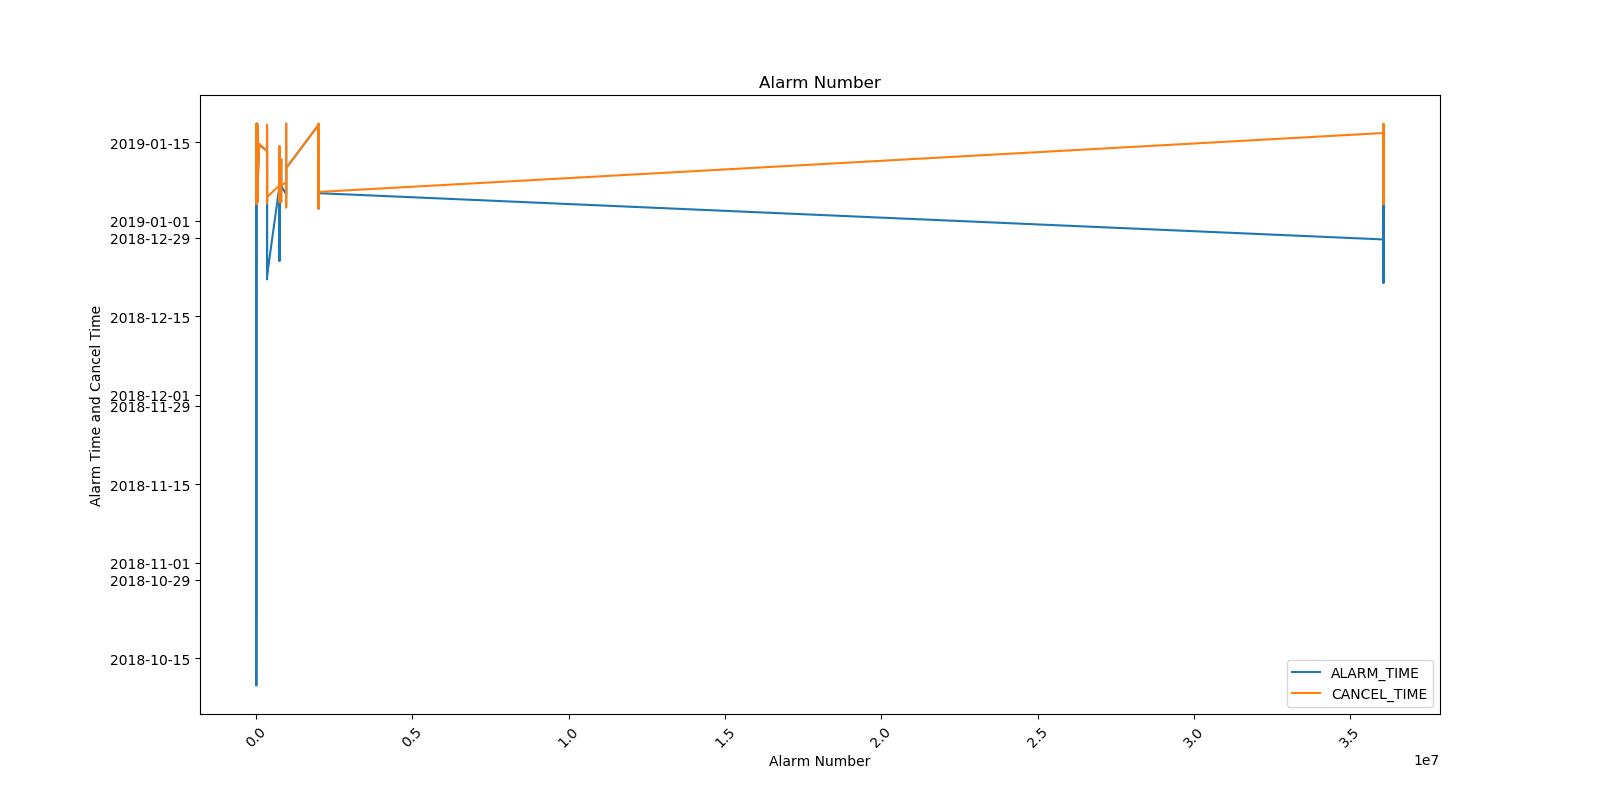 Alarm Number
2019-01-15
2019-01-01
2018-12-29
2018-12-15
2018-12-01
2018-11-29
2018-11-15
2018-11-01
2018-10-29
2018-10-15
Alarm Time and Cancel Time
ALARM_TIME
CANCEL_TIME
0.0 0.5 1.0 1.5 2.0 2.5 3.0 3.5
1e7
Alarm Number